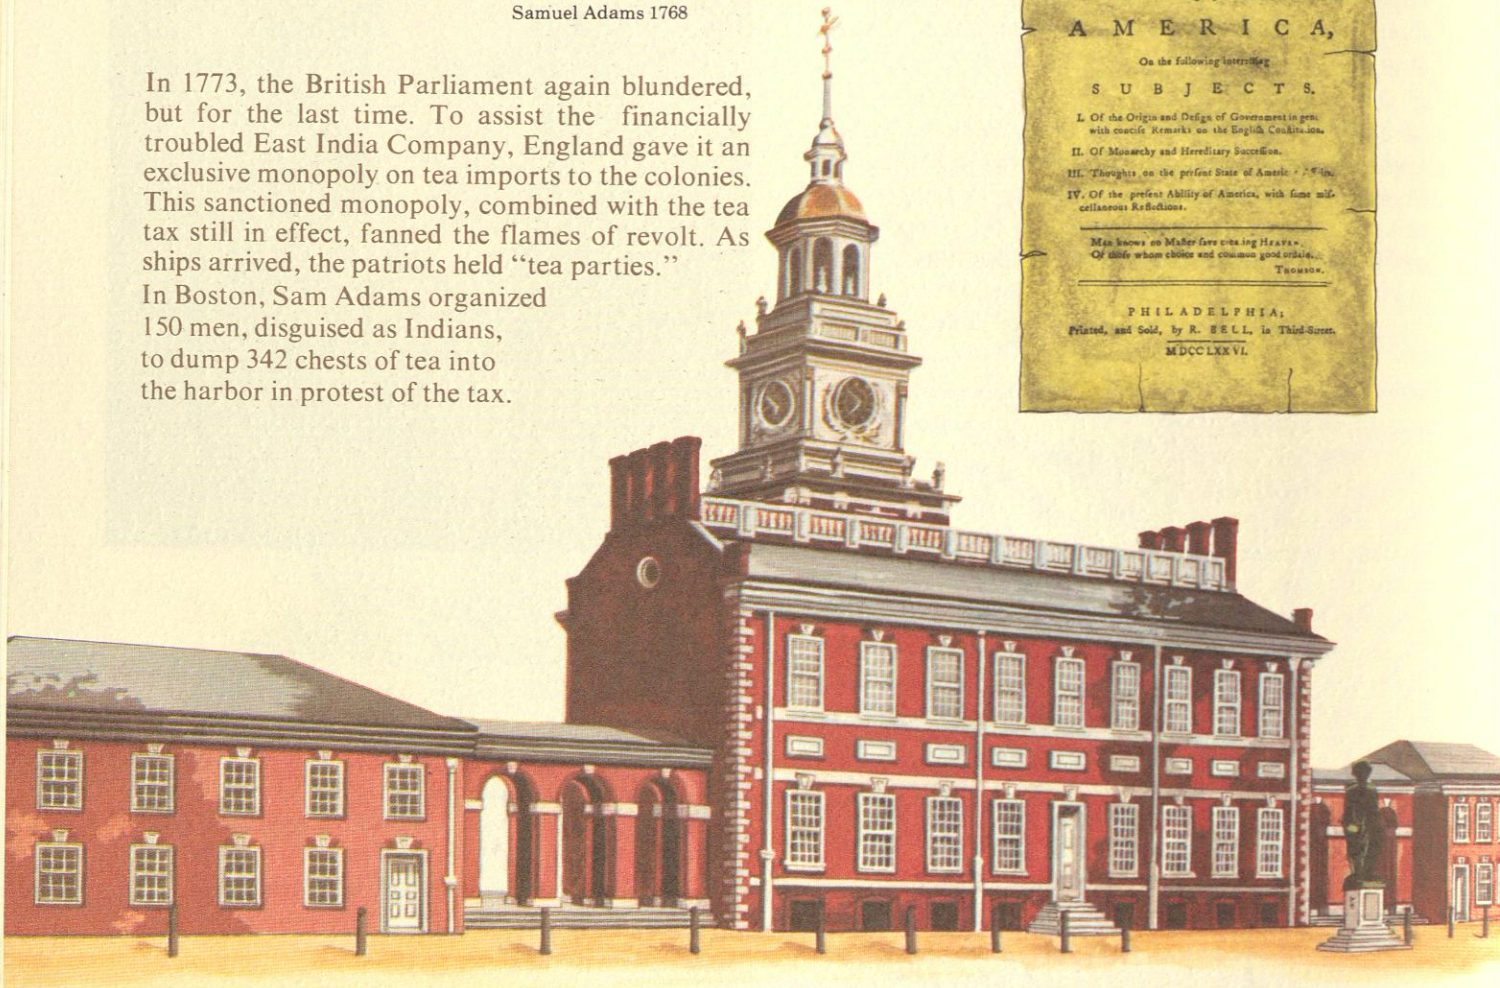 Samuel Adams 1768
In 1773, the British Parliament again blundered,
but for the last time. To assist the financially
troubled East India Company, England gave it an
exclusive monopoly on tea imports to the colonies.
This sanctioned monopoly, combined with the tea
tax still in effect, fanned the flames of revolt. As
ships arrived, the patriots held “tea parties.”
In Boston, Sam Adams organized
150 men, disguised as Indians,
to dump 342 chests of tea into
the harbor in protest of the tax.
AMERICA,
On the following
SUBJECTS.
I. Of the Origin and Deſign of Government in
with conciſe Remarks on the Engliſh Conſtitution.
II. Of Monarchy and Hereditary Succeſſion.
III. Thoughts on the preſent State of
IV. Of the preſent Ability of America, with ſome miſ-
cellaneous Reflections.
Man knows no Maſter ſave HEAVEN,
Or thoſe whom choice and common good ordain.
THOMSON.
PHILADELPHIA;
Printed, and Sold, by R. BELL, in Third-Street.
MDCCLXXVI.